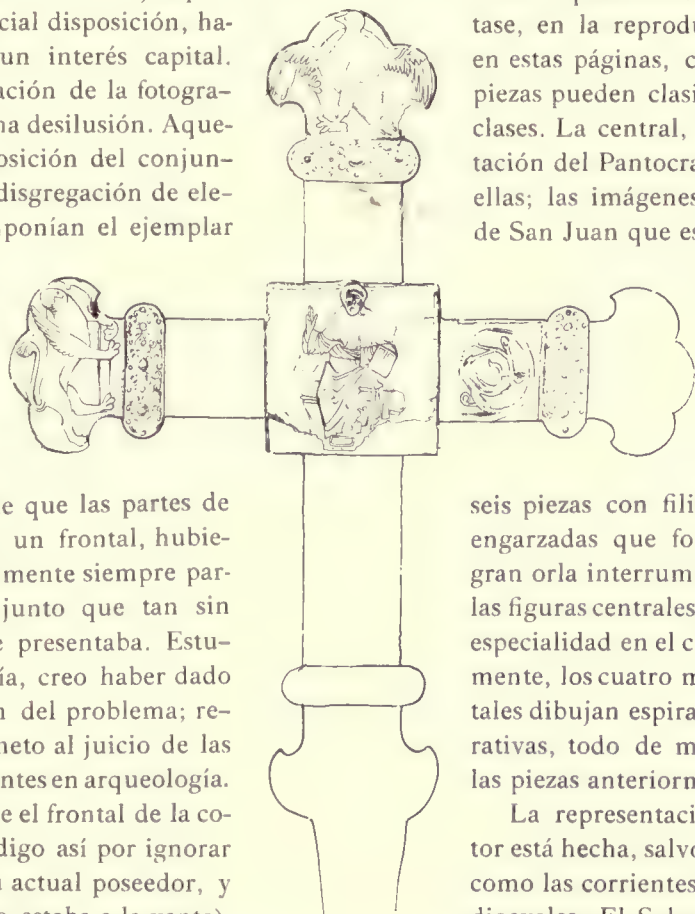 cial disposición, ha-
un interés capital.
ación de la fotogra-
na desilusión. Aque-
osición del conjun-
disgregación de ele-
ponían el ejemplar
e que las partes de
un frontal, hubie-
mente siempre par-
junto que tan sin
e presentaba. Estu-
ía, creo haber dado
n del problema; re-
neto al juicio de las
entes en arqueología.
e el frontal de la co-
digo así por ignorar
actual poseedor, y
tase, en la reprodu
en estas páginas, c
piezas pueden clasi
clases. La central,
tación del Pantocra
ellas; las imágenes
de San Juan que es
seis piezas con fili
engarzadas que fo
gran orla interrum
las figuras centrales
especialidad en el c
mente, los cuatro m
tales dibujan espira
rativas, todo de m
las piezas anteriorn
La representaci
tor está hecha, salvo
como las corrientes